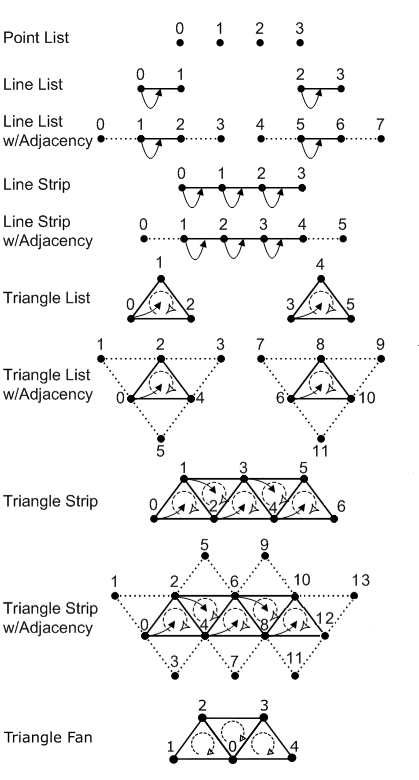 Point List
0 1 2 3
Line List
0 1 2 3
Line List
w/Adjacency
0 1 2 3 4 5 6 7
Line Strip
0 1 2 3
Line Strip
w/Adjacency
0 1 2 3 4 5
Triangle List
1 4
0 2 3 5
Triangle List
w/Adjacency
1 2 3 7 8 9
0 4 6 10
5 11
Triangle Strip
1 3 5
0 2 4 6
Triangle Strip
w/Adjacency
5 9
1 2 6 10 13
0 4 8 12
3 7 11
Triangle Fan
2 3
1 0 4